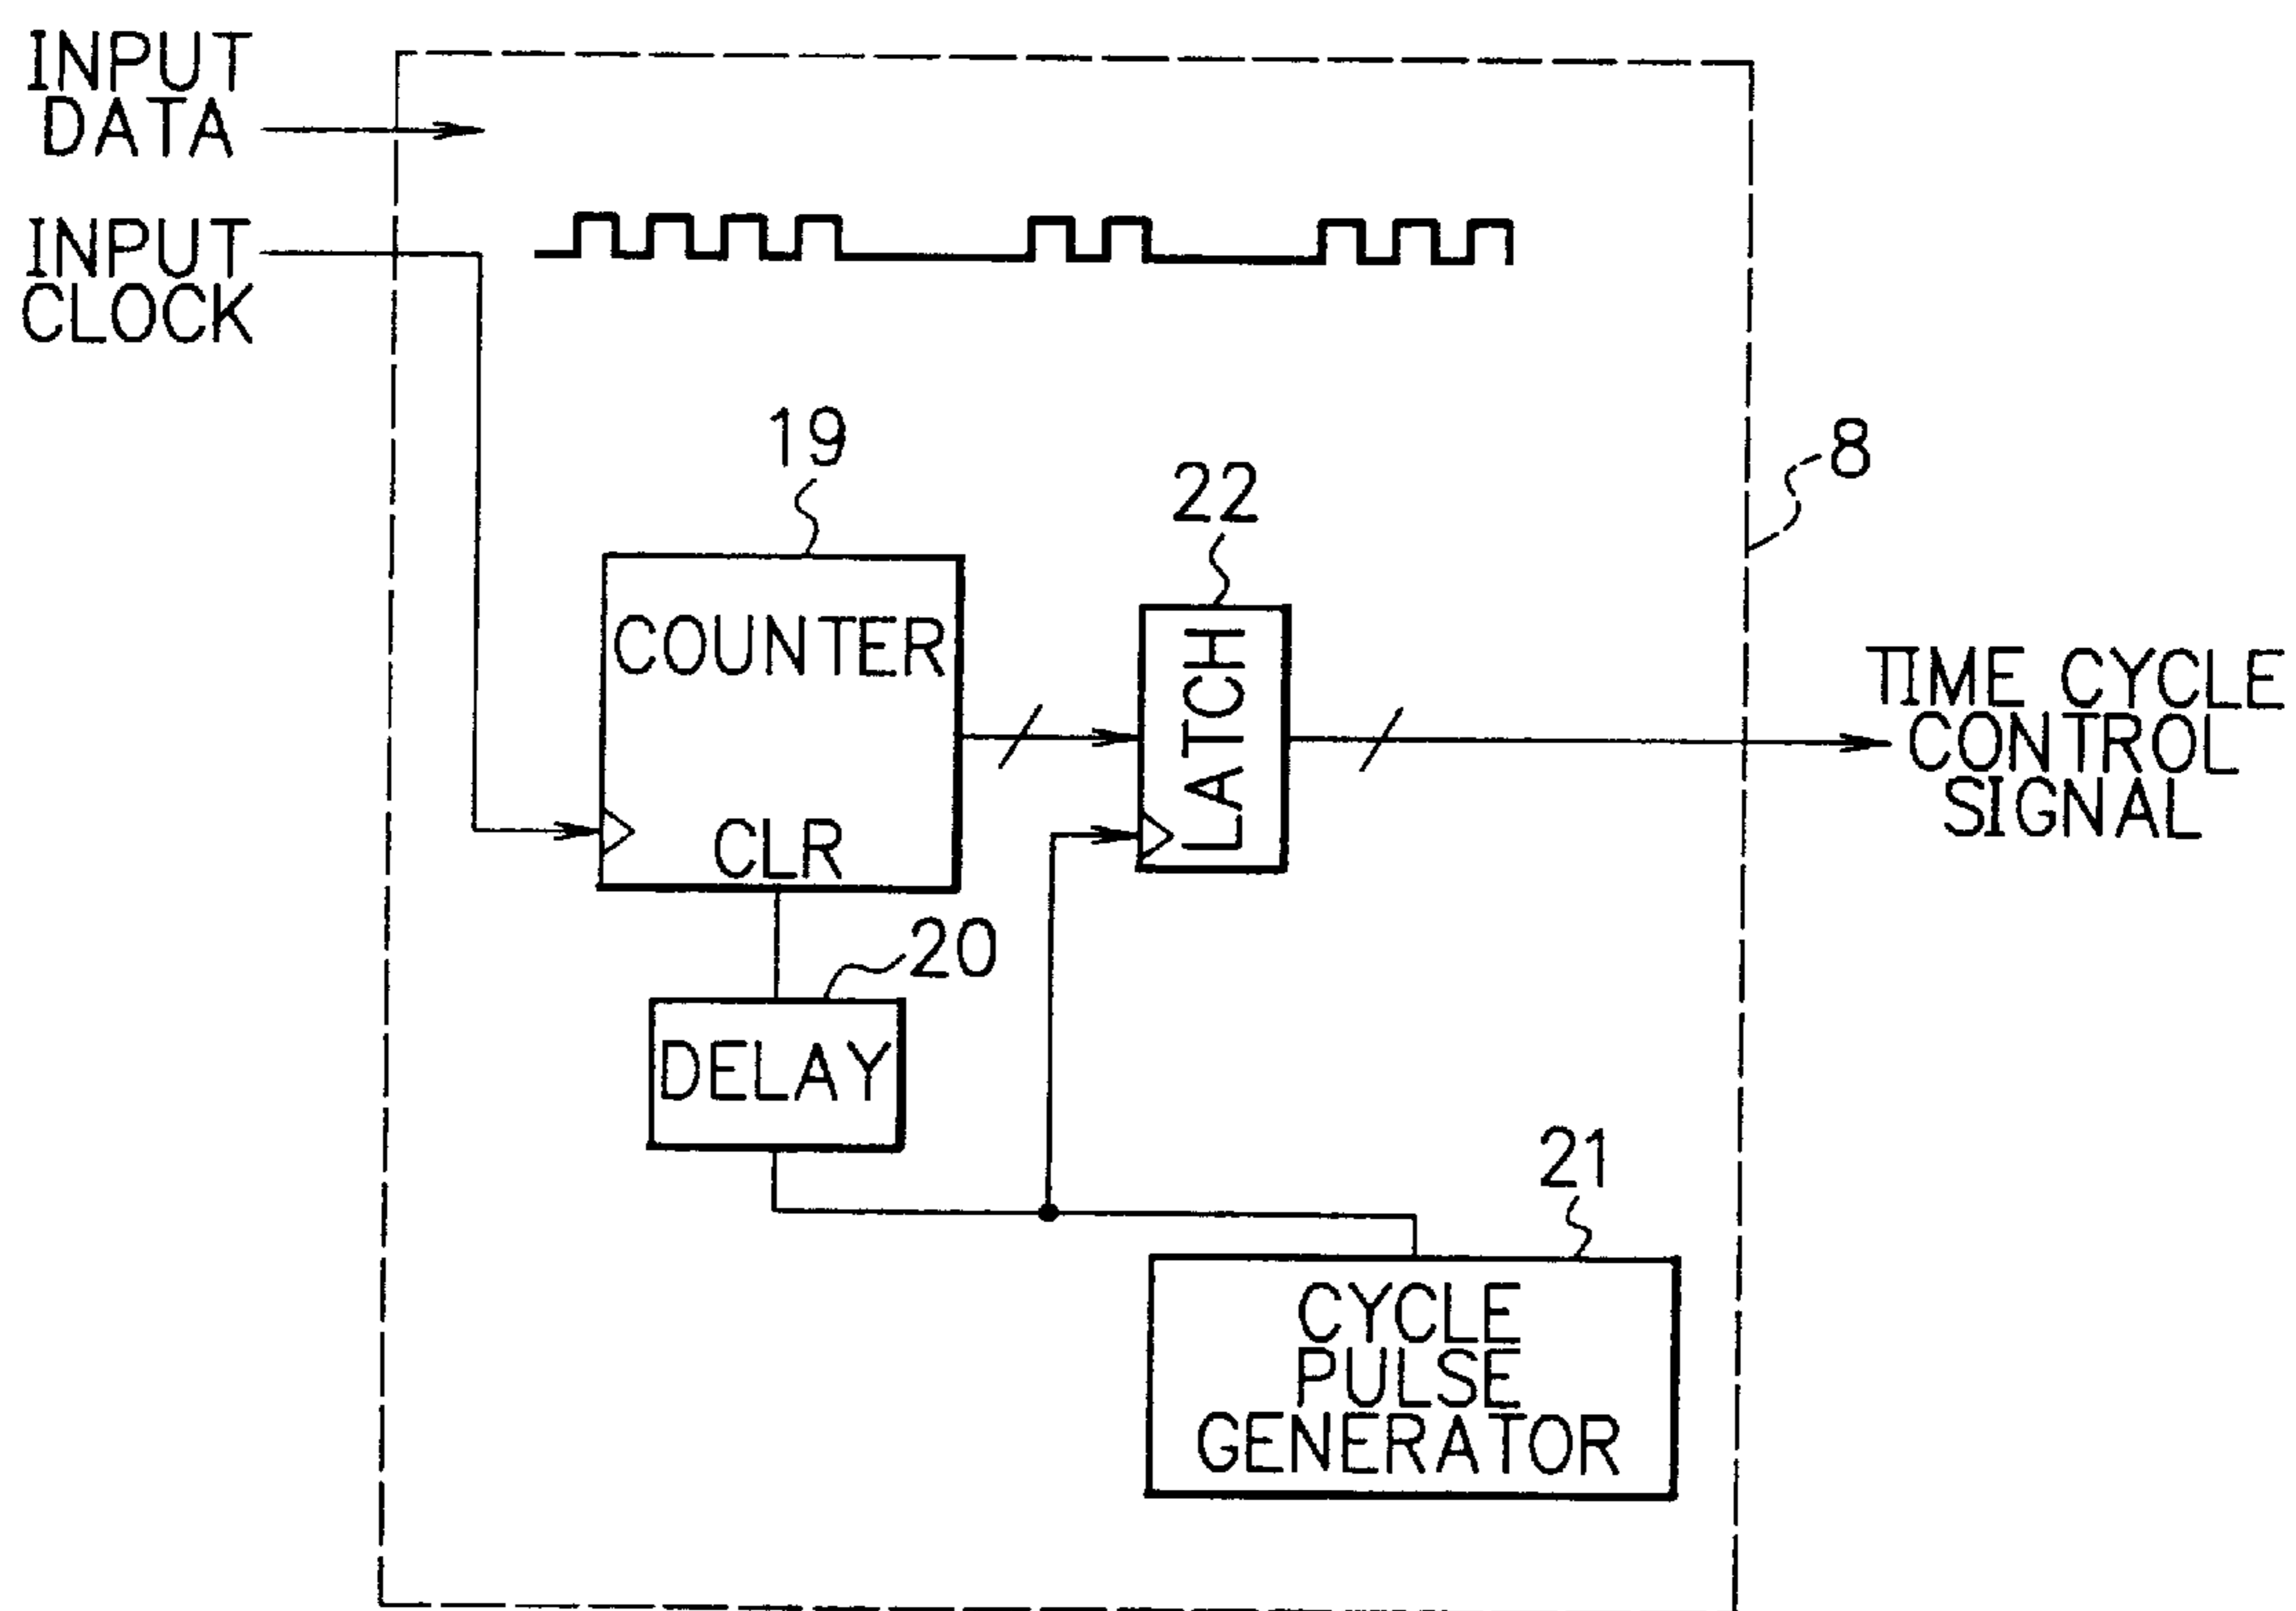 INPUT
DATA
INPUT
CLOCK
19
22
8
COUNTER
CLR
LATCH
TIME CYCLE
CONTROL
SIGNAL
20
DELAY
21
CYCLE
PULSE
GENERATOR